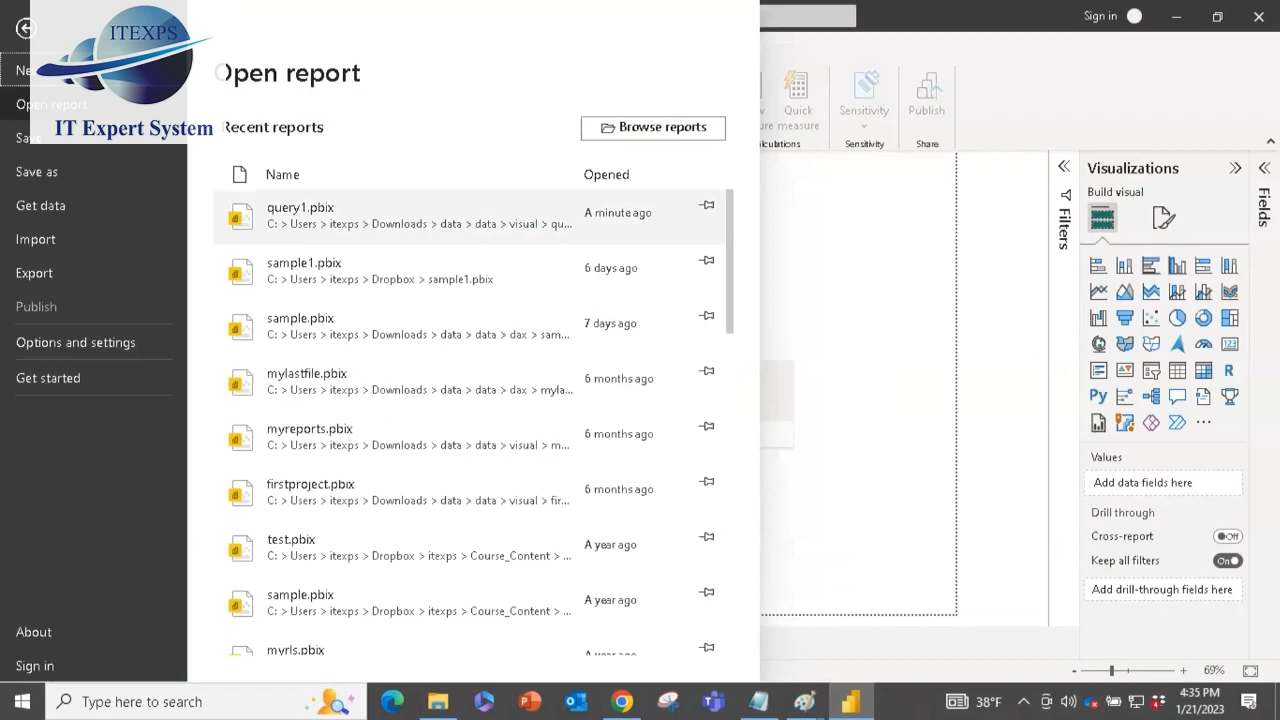 ITEXPS
IT Expert System
Sign in
Open report
Save as
Get data
Import
Export
Publish
Options and settings
Get started
About
Sign in
Open report
Recent reports
Browse reports
Name
Opened
query1.pbix
C: > Users > itexps > Downloads > data > data > visual > qu...
A minute ago
sample1.pbix
C: > Users > itexps > Dropbox > sample1.pbix
6 days ago
sample.pbix
C: > Users > itexps > Downloads > data > data > dax > sam...
7 days ago
mylastfile.pbix
C: > Users > itexps > Downloads > data > data > dax > myla...
6 months ago
myreports.pbix
C: > Users > itexps > Downloads > data > data > visual > m...
6 months ago
firstproject.pbix
C: > Users > itexps > Downloads > data > data > visual > fir...
6 months ago
test.pbix
C: > Users > itexps > Dropbox > itexps > Course_Content > ...
A year ago
sample.pbix
C: > Users > itexps > Dropbox > itexps > Course_Content > ...
A year ago
myrls.pbix
A year ago
Quick
measure
Sensitivity
Publish
Sensitivity
Share
Filters
Visualizations
Build visual
123
R
Py
Values
Add data fields here
Drill through
Cross-report
Off
Keep all filters
On
Add drill-through fields here
Fields
69%
Type here to search
38°F
4:35 PM
1/21/2023